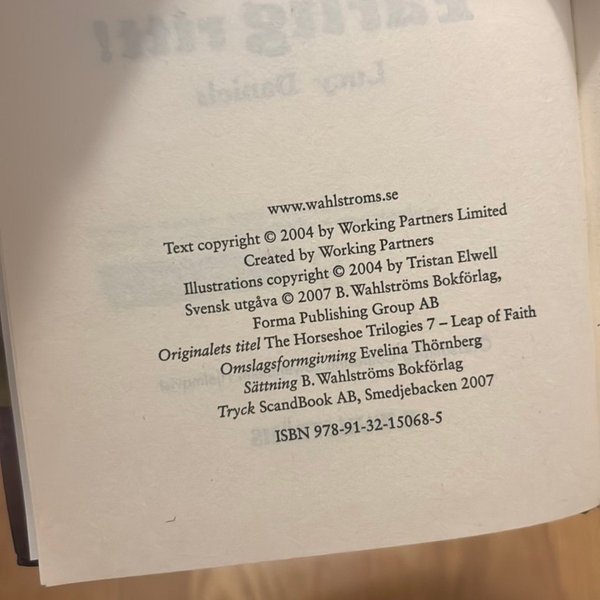 www.wahlstroms.se
Text copyright © 2004 by Working Partners Limited
Created by Working Partners
Illustrations copyright © 2004 by Tristan Elwell
Svensk utgåva © 2007 B. Wahlströms Bokförlag,
Forma Publishing Group AB
Originalets titel The Horseshoe Trilogies 7 – Leap of Faith
Omslagsformgivning Evelina Thörnberg
Sättning B. Wahlströms Bokförlag
Tryck ScandBook AB, Smedjebacken 2007
ISBN 978-91-32-15068-5